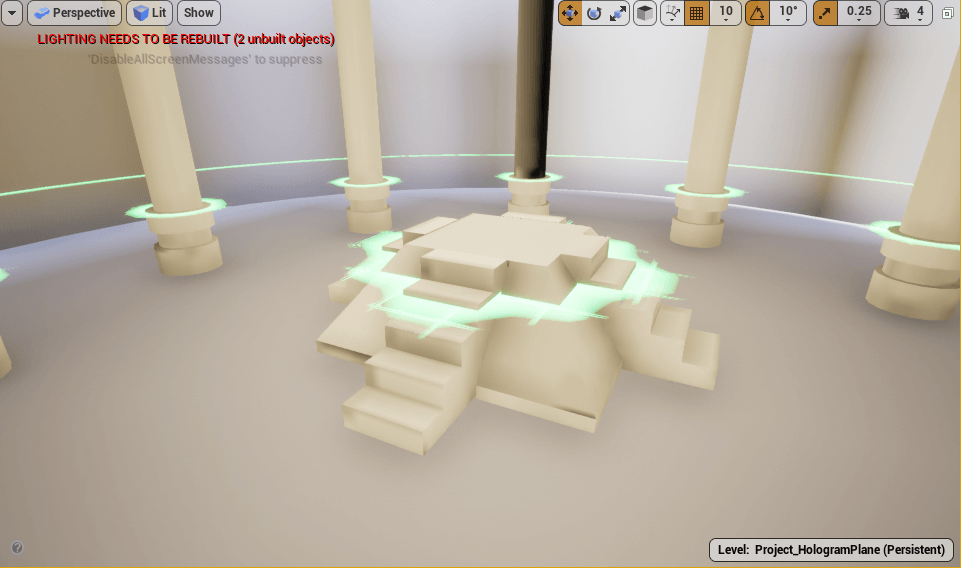 Perspective
Lit
Show
10
10°
0.25
4
LIGHTING NEEDS TO BE REBUILT (2 unbuilt objects)
'DisableAllScreenMessages' to suppress
?
Level: Project_HologramPlane (Persistent)